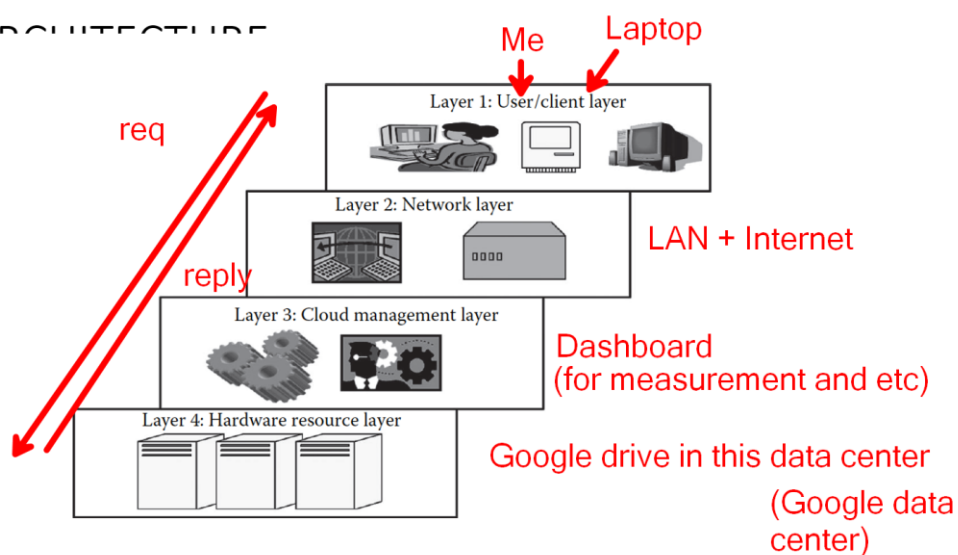 Me
Laptop
Layer 1: User/client layer
req
Layer 2: Network layer
LAN + Internet
reply
Layer 3: Cloud management layer
Dashboard
(for measurement and etc)
Layer 4: Hardware resource layer
Google drive in this data center
(Google data
center)